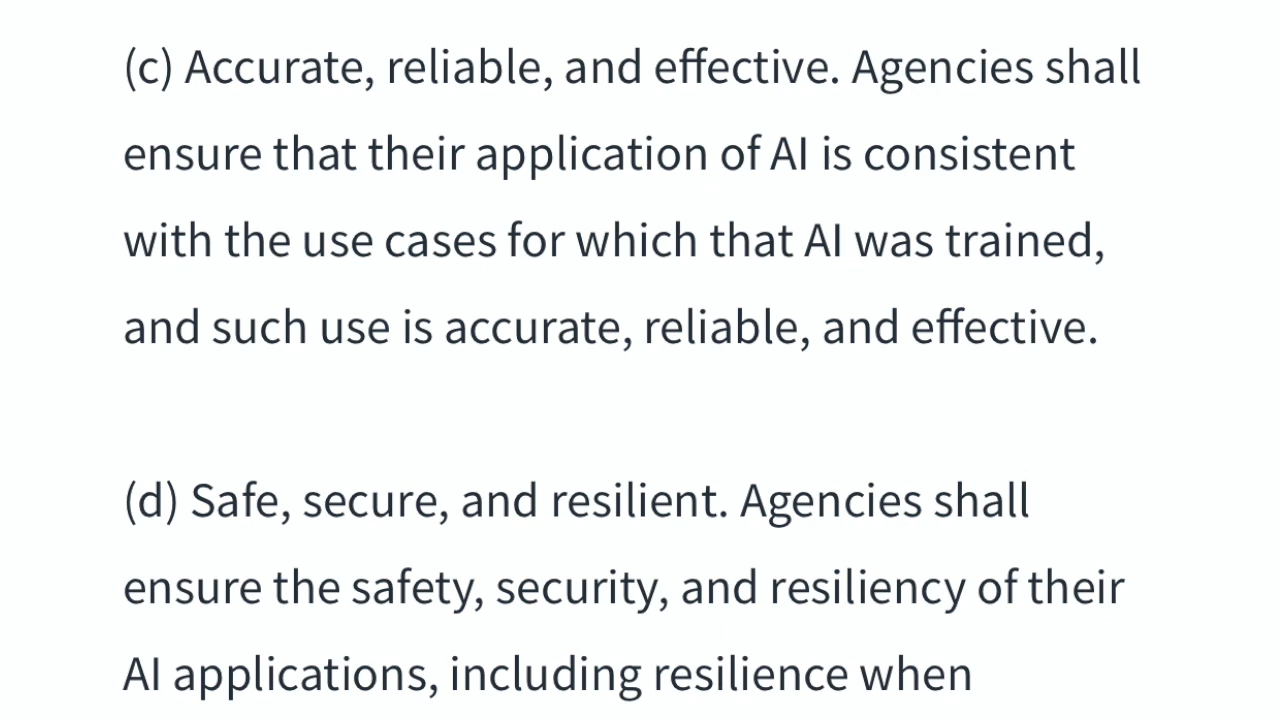 (c) Accurate, reliable, and effective. Agencies shall
ensure that their application of AI is consistent
with the use cases for which that AI was trained,
and such use is accurate, reliable, and effective.
(d) Safe, secure, and resilient. Agencies shall
ensure the safety, security, and resiliency of their
AI applications, including resilience when